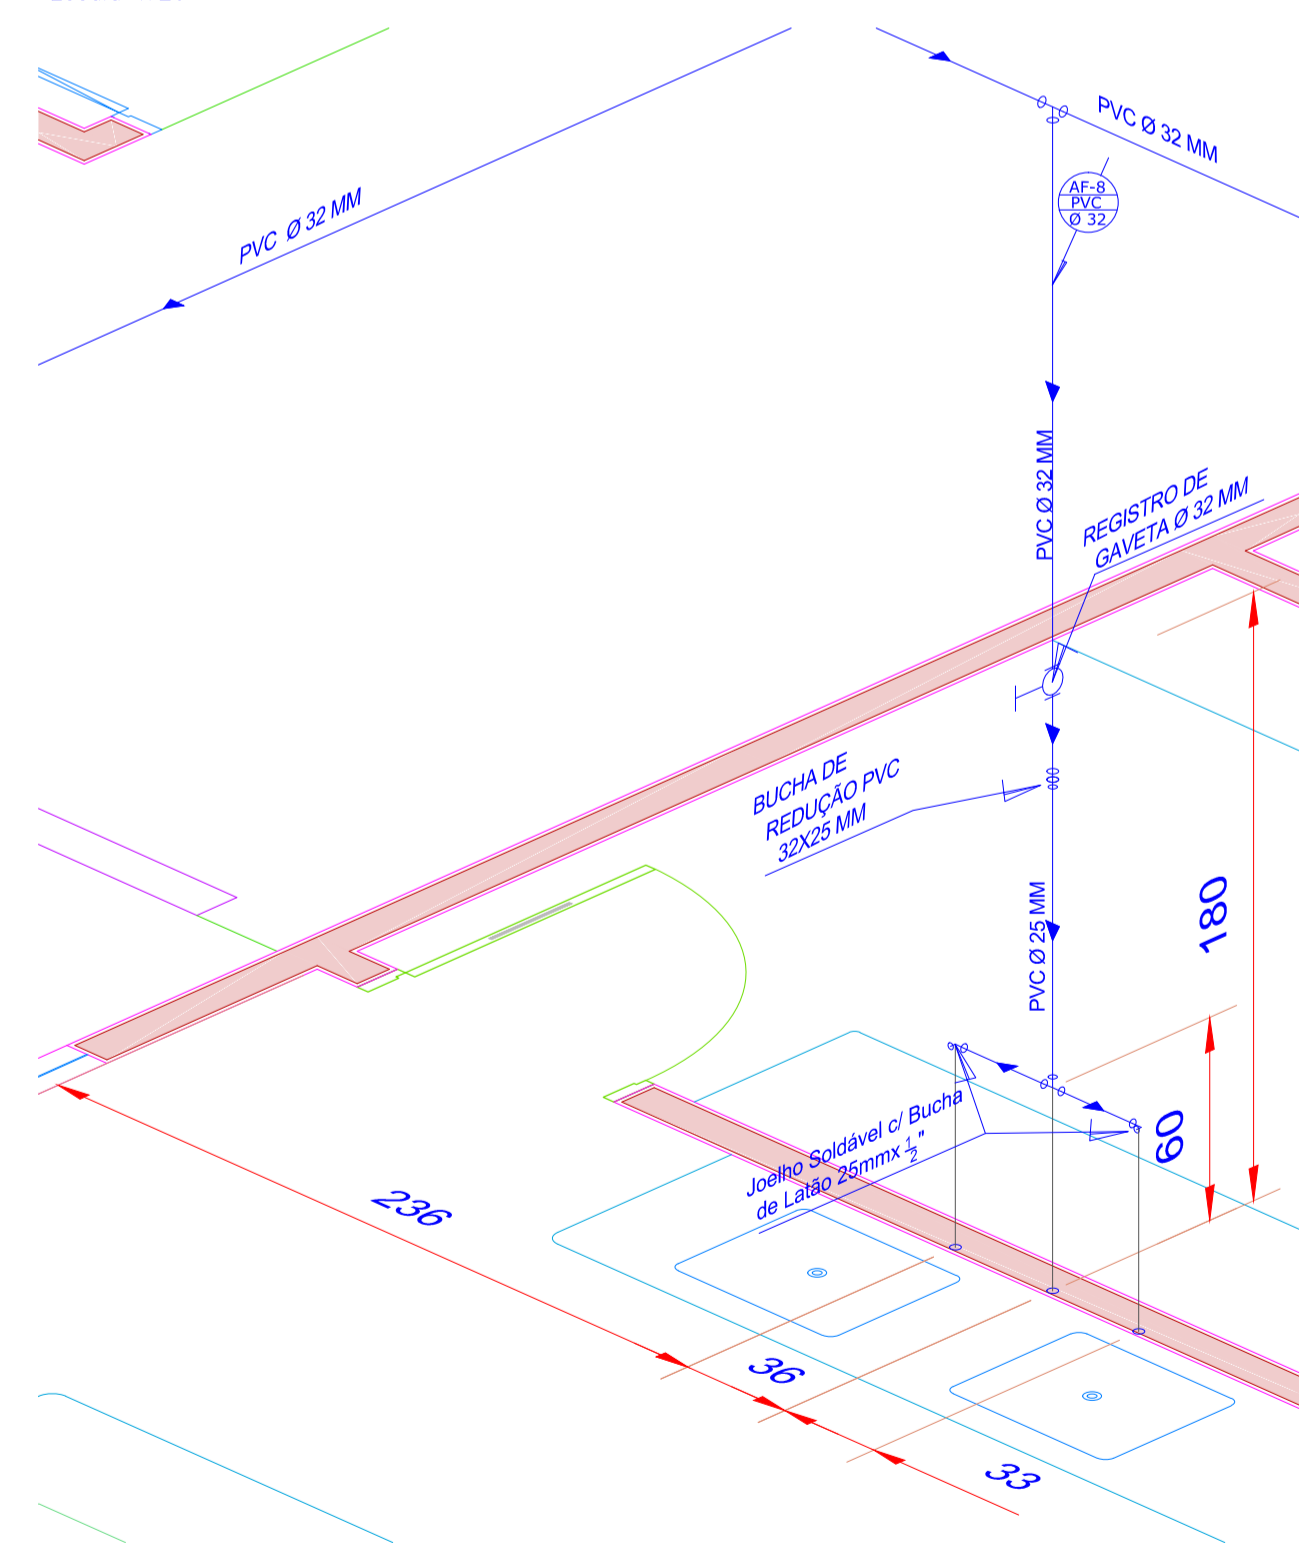 PVC Ø 32 MM
PVC Ø 32 MM
AF-8
PVC
Ø 32
PVC Ø 32 MM
REGISTRO DE
GAVETA Ø 32 MM
BUCHA DE
REDUÇÃO PVC
32X25 MM
PVC Ø 25 MM
180
60
Joelho Soldável c/ Bucha
de Latão 25mmx 1/2"
236
36
33